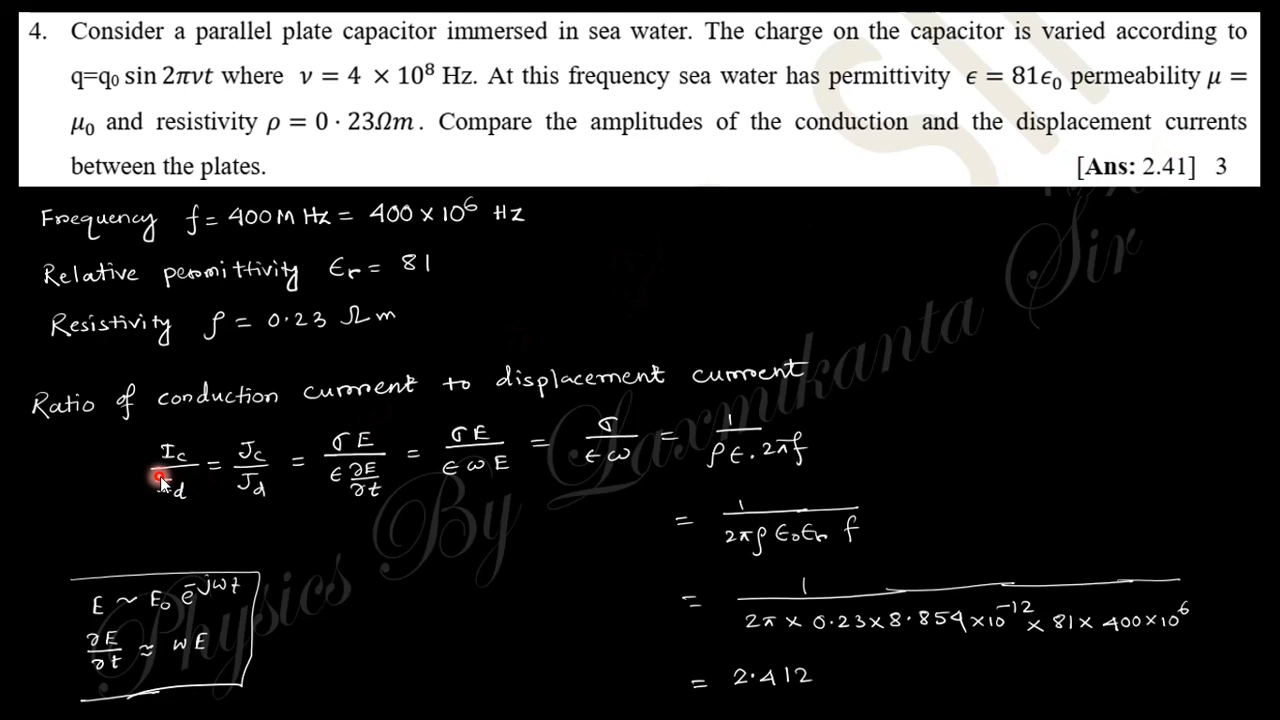 4. Consider a parallel plate capacitor immersed in sea water. The charge on the capacitor is varied according to
q=q₀ sin 2πνt where ν = 4 × 10⁸ Hz. At this frequency sea water has permittivity ϵ = 81ϵ₀ permeability μ =
μ₀ and resistivity ρ = 0·23Ωm. Compare the amplitudes of the conduction and the displacement currents
between the plates. [Ans: 2.41] 3
Frequency f = 400 M Hz = 400 × 10⁶ Hz
Relative permittivity ϵr = 81
Resistivity ρ = 0.23 Ωm
Ratio of conduction current to displacement current
Ic/Id = Jc/Jd = σE/(ϵ ∂E/∂t) = σE/(ϵωE) = σ/(ϵω) = 1/(ρϵ.2πf)
= 1/(2πρϵ₀ϵr f)
= 1/(2π × 0.23 × 8.854 × 10⁻¹² × 81 × 400 × 10⁶)
= 2.412
E ~ E₀ e^(-jωt)
∂E/∂t ≈ ωE
Physics By Laxmikanta Sir